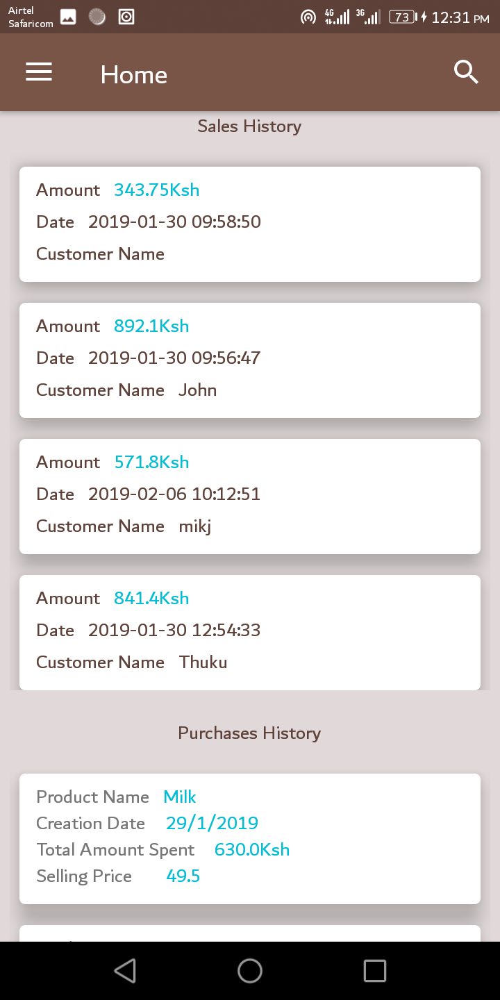 Airtel
Safaricom
4G 3G 73 12:31 PM
Home
Sales History
Amount 343.75Ksh
Date 2019-01-30 09:58:50
Customer Name
Amount 892.1Ksh
Date 2019-01-30 09:56:47
Customer Name John
Amount 571.8Ksh
Date 2019-02-06 10:12:51
Customer Name mikj
Amount 841.4Ksh
Date 2019-01-30 12:54:33
Customer Name Thuku
Purchases History
Product Name Milk
Creation Date 29/1/2019
Total Amount Spent 630.0Ksh
Selling Price 49.5